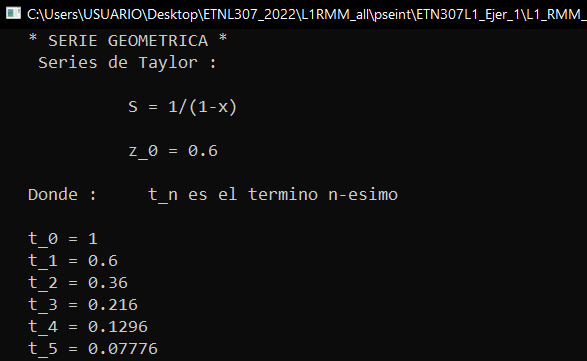 C:\Users\USUARIO\Desktop\ETNL307_2022\L1RMM_all\pseint\ETN307L1_Ejer_1\L1_RMM_
* SERIE GEOMETRICA *
Series de Taylor :
S = 1/(1-x)
z_0 = 0.6
Donde :     t_n es el termino n-esimo
t_0 = 1
t_1 = 0.6
t_2 = 0.36
t_3 = 0.216
t_4 = 0.1296
t_5 = 0.07776